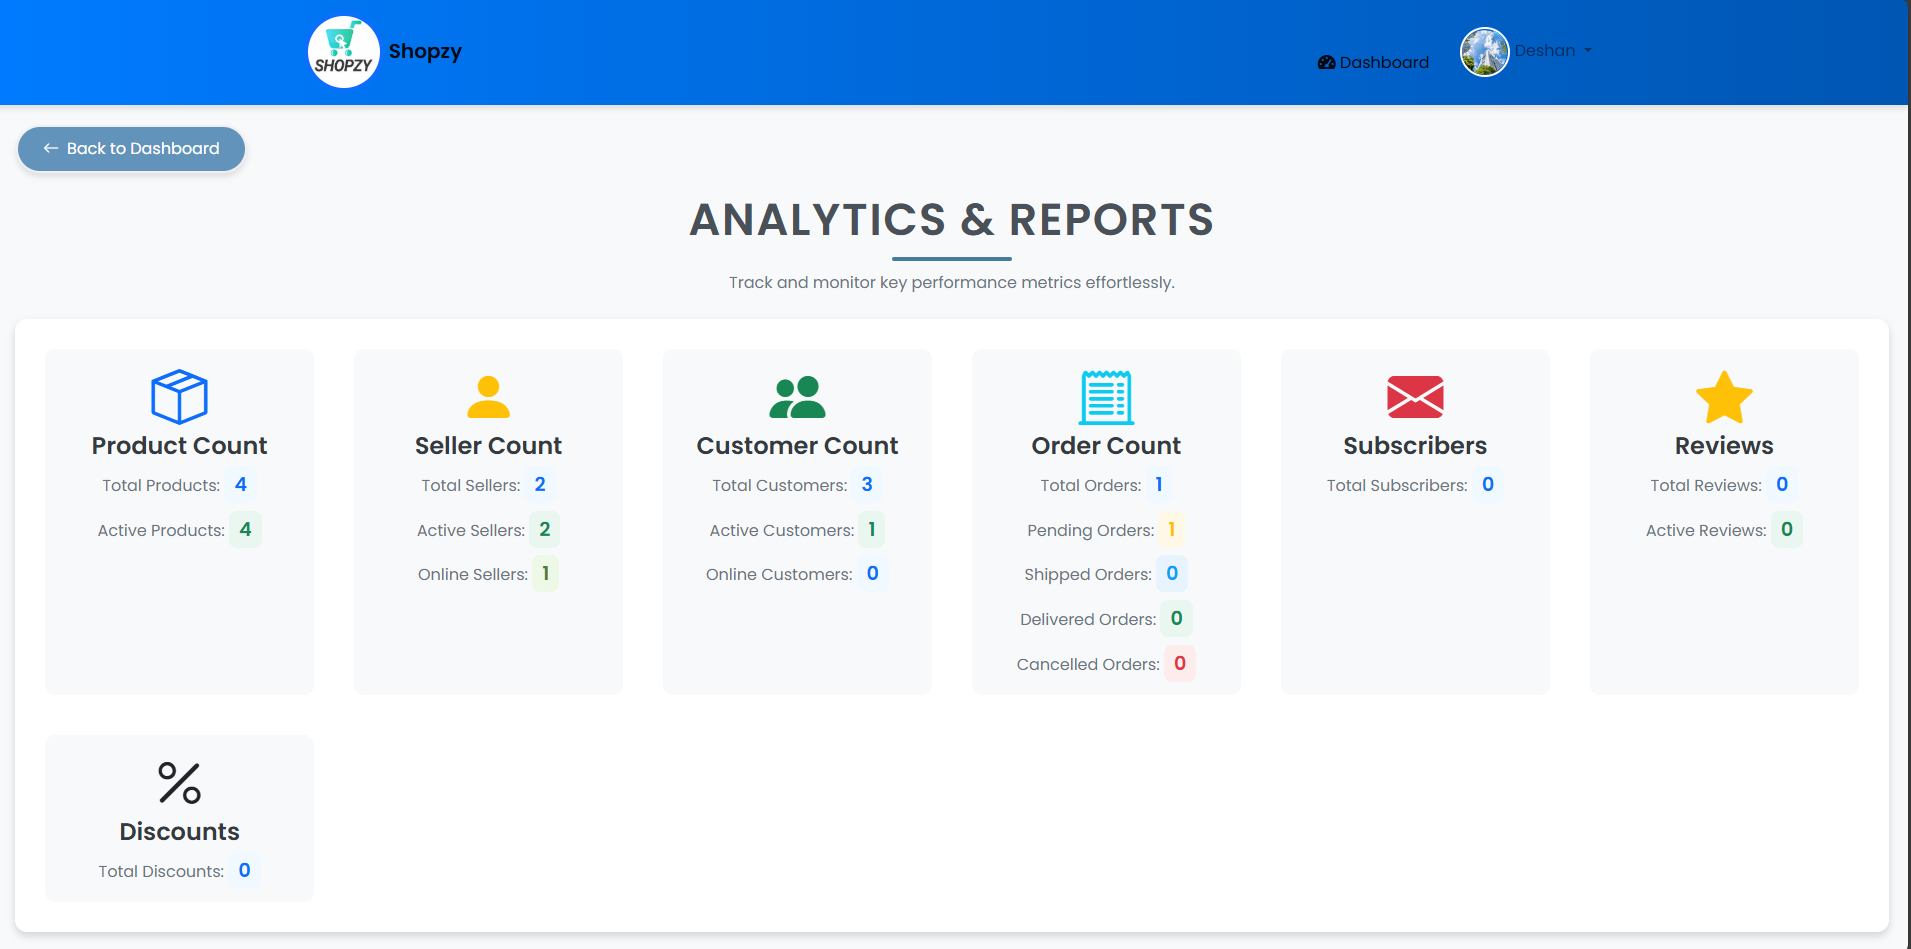 SHOPZY
Shopzy
Dashboard
Deshan
Back to Dashboard
ANALYTICS & REPORTS
Track and monitor key performance metrics effortlessly.
Product Count
Total Products: 4
Active Products: 4
Seller Count
Total Sellers: 2
Active Sellers: 2
Online Sellers: 1
Customer Count
Total Customers: 3
Active Customers: 1
Online Customers: 0
Order Count
Total Orders: 1
Pending Orders: 1
Shipped Orders: 0
Delivered Orders: 0
Cancelled Orders: 0
Subscribers
Total Subscribers: 0
Reviews
Total Reviews: 0
Active Reviews: 0
Discounts
Total Discounts: 0